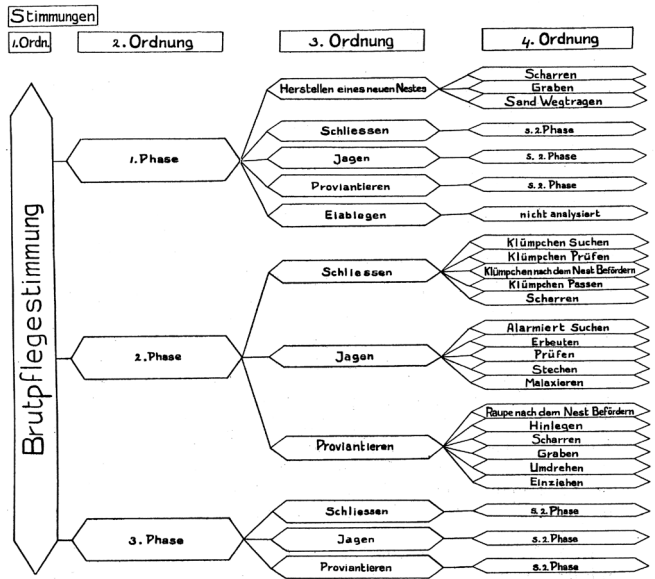 Stimmungen
1.Ordn.
2.Ordnung
3. Ordnung
4. Ordnung
Brutpflegestimmung
1.Phase
Herstellen eines neuen Nestes
Scharren
Graben
Sand Wegtragen
Schliessen
s.2.Phase
Jagen
s. 2. Phase
Proviantieren
s.2. Phase
Eiablegen
nicht analysiert
2.Phase
Schliessen
Klümpchen Suchen
Klümpchen Prüfen
Klümpchen nach dem Nest Befördern
Klümpchen Passen
Scharren
Jagen
Alarmiert Suchen
Erbeuten
Prüfen
Stechen
Malaxieren
Proviantieren
Raupe nach dem Nest Befördern
Hinlegen
Scharren
Graben
Umdrehen
Einziehen
3. Phase
Schliessen
s. 2.Phase
Jagen
s.2.Phase
Proviantieren
s.2.Phase